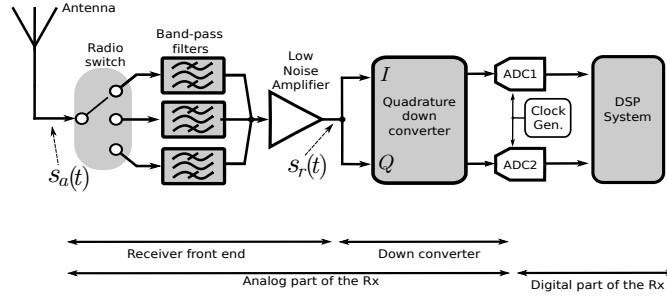 Antenna
Radio
switch
Band-pass
filters
Low
Noise
Amplifier
I
Quadrature
down
converter
Q
ADC1
Clock
Gen.
ADC2
DSP
System
s_a(t)
s_r(t)
Receiver front end
Down converter
Analog part of the Rx
Digital part of the Rx